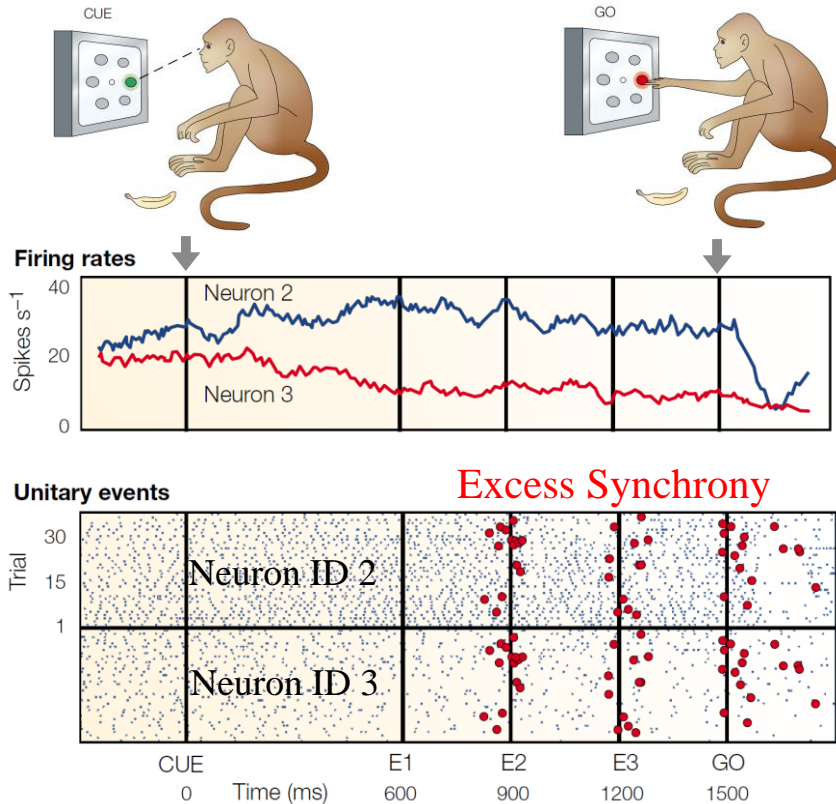 CUE
GO
Firing rates
40
20
0
Spikes s⁻¹
Neuron 2
Neuron 3
Excess Synchrony
Unitary events
30
15
1
Trial
Neuron ID 2
Neuron ID 3
CUE E1 E2 E3 GO
0 Time (ms) 600 900 1200 1500